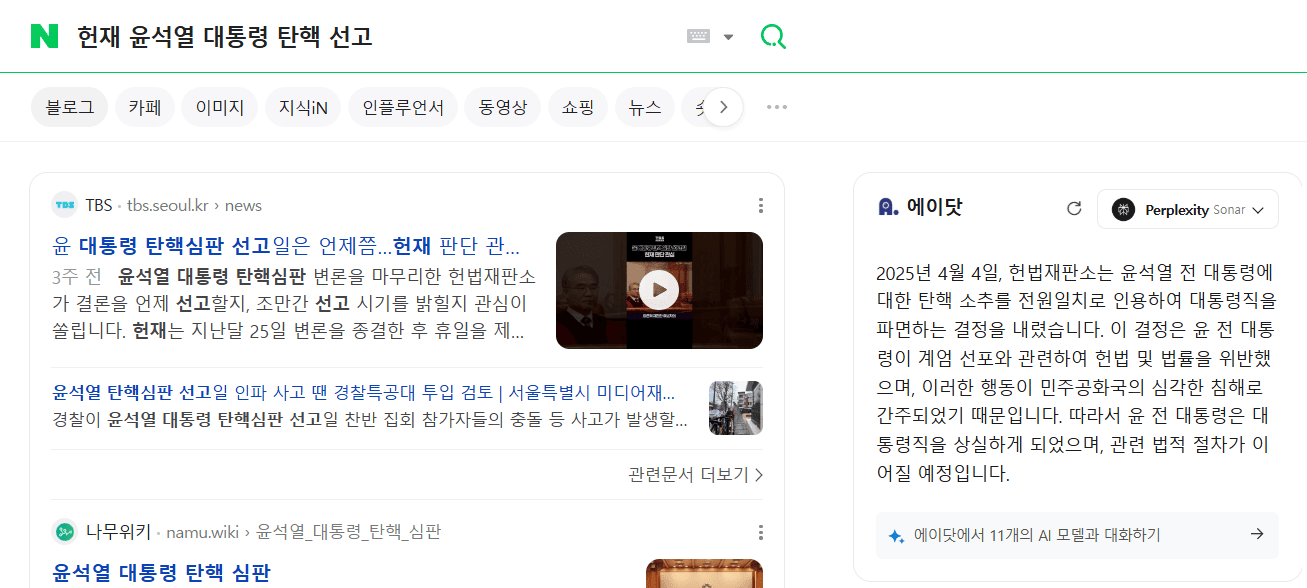 N 헌재 윤석열 대통령 탄핵 선고
블로그 카페 이미지 지식iN 인플루언서 동영상 쇼핑 뉴스
TBS TBS · tbs.seoul.kr › news
윤 대통령 탄핵심판 선고일은 언제쯤...헌재 판단 관...
3주 전 윤석열 대통령 탄핵심판 변론을 마무리한 헌법재판소
가 결론을 언제 선고할지, 조만간 선고 시기를 밝힐지 관심이
쏠립니다. 헌재는 지난달 25일 변론을 종결한 후 휴일을 제...
윤석열 탄핵심판 선고일 인파 사고 땐 경찰특공대 투입 검토 | 서울특별시 미디어재...
경찰이 윤석열 대통령 탄핵심판 선고일 찬반 집회 참가자들의 충돌 등 사고가 발생할...
관련문서 더보기
나무위키 · namu.wiki › 윤석열_대통령_탄핵_심판
윤석열 대통령 탄핵 심판
A. 에이닷
Perplexity Sonar
2025년 4월 4일, 헌법재판소는 윤석열 전 대통령에
대한 탄핵 소추를 전원일치로 인용하여 대통령직을
파면하는 결정을 내렸습니다. 이 결정은 윤 전 대통
령이 계엄 선포와 관련하여 헌법 및 법률을 위반했
으며, 이러한 행동이 민주공화국의 심각한 침해로
간주되었기 때문입니다. 따라서 윤 전 대통령은 대
통령직을 상실하게 되었으며, 관련 법적 절차가 이
어질 예정입니다.
에이닷에서 11개의 AI 모델과 대화하기